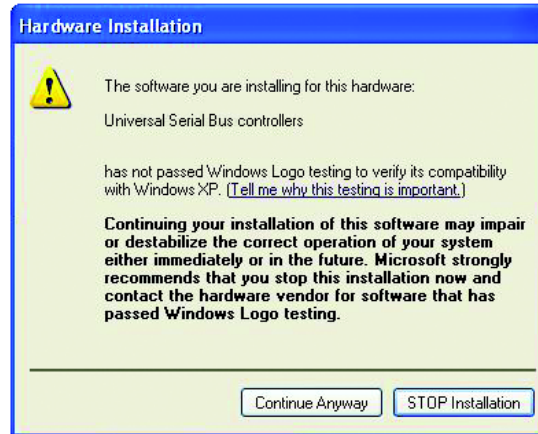 Hardware Installation
The software you are installing for this hardware:
Universal Serial Bus controllers
has not passed Windows Logo testing to verify its compatibility
with Windows XP. (Tell me why this testing is important.)
Continuing your installation of this software may impair
or destabilize the correct operation of your system
either immediately or in the future. Microsoft strongly
recommends that you stop this installation now and
contact the hardware vendor for software that has
passed Windows Logo testing.
Continue Anyway STOP Installation